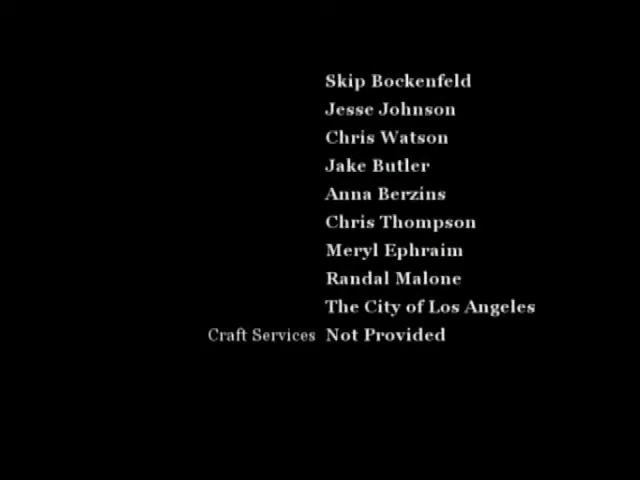 Skip Bockenfeld
Jesse Johnson
Chris Watson
Jake Butler
Anna Berzins
Chris Thompson
Meryl Ephraim
Randal Malone
The City of Los Angeles
Craft Services Not Provided